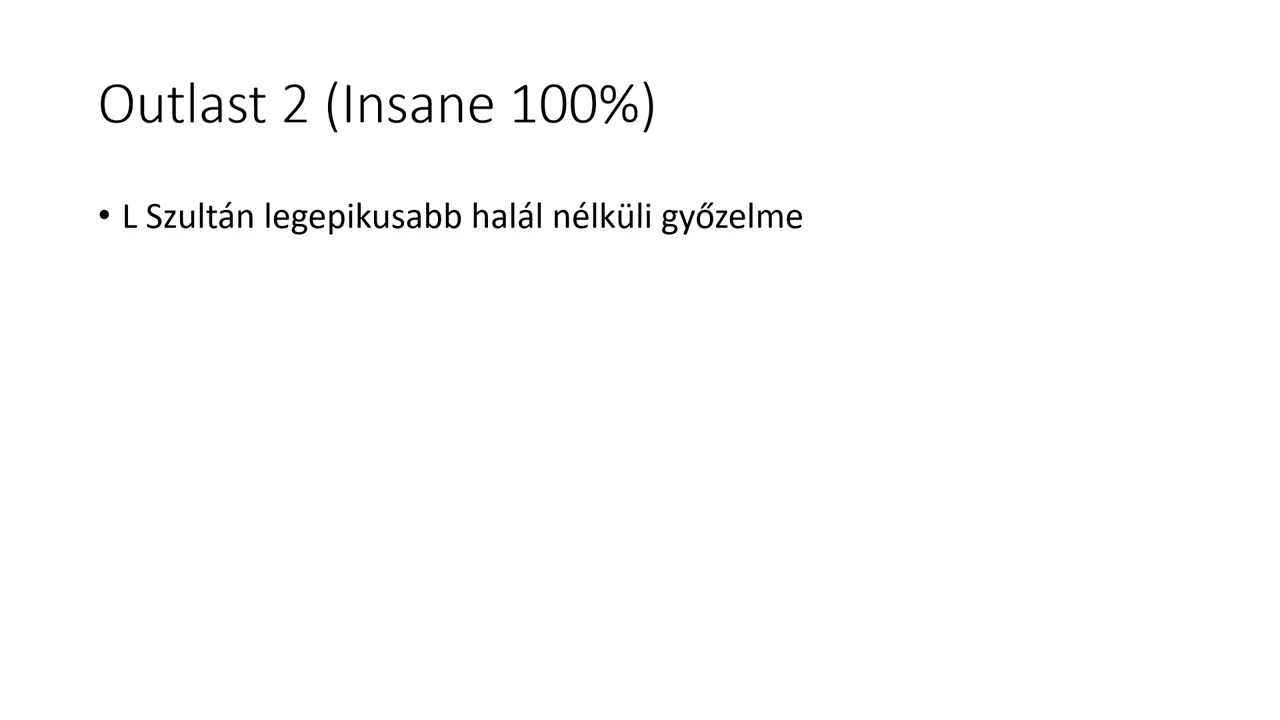 Outlast 2 (Insane 100%)
• L Szultán legepikusabb halál nélküli győzelme